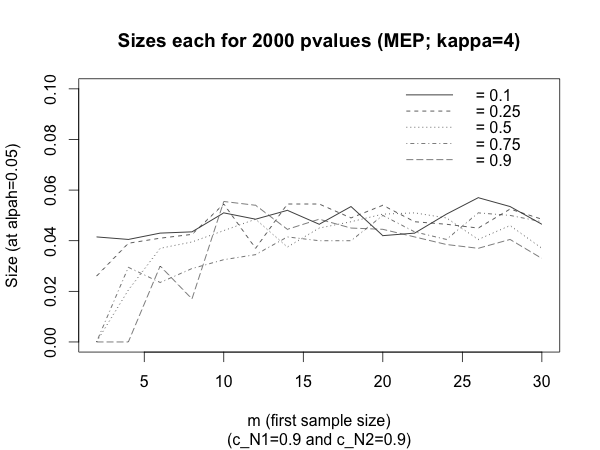 Sizes each for 2000 pvalues (MEP; kappa=4)
= 0.1
= 0.25
= 0.5
= 0.75
= 0.9
Size (at alpah=0.05)
0.10
0.08
0.06
0.04
0.02
0.00
5 10 15 20 25 30
m (first sample size)
(c_N1=0.9 and c_N2=0.9)